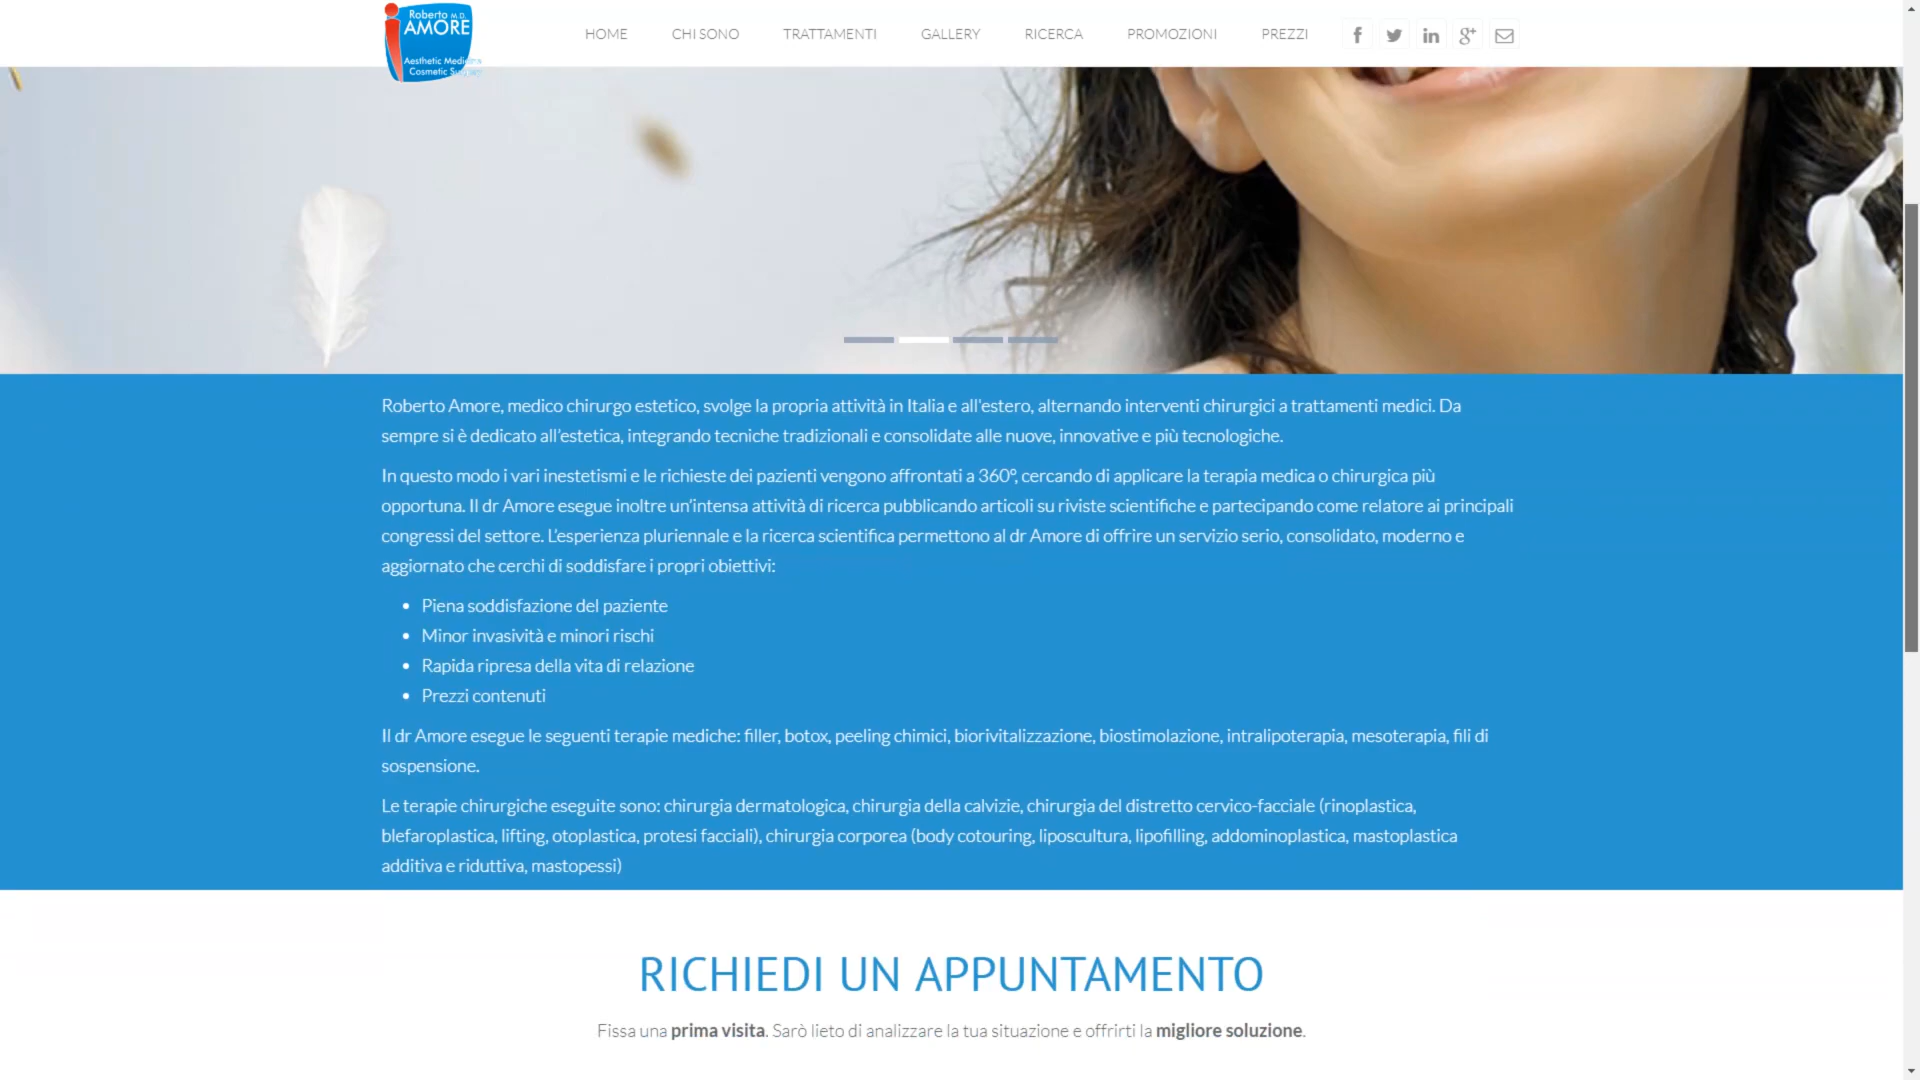 Roberto M.D.
AMORE
Aesthetic Medicine
Cosmetic Surgery
HOME CHI SONO TRATTAMENTI GALLERY RICERCA PROMOZIONI PREZZI
Roberto Amore, medico chirurgo estetico, svolge la propria attività in Italia e all'estero, alternando interventi chirurgici a trattamenti medici. Da
sempre si è dedicato all'estetica, integrando tecniche tradizionali e consolidate alle nuove, innovative e più tecnologiche.
In questo modo i vari inestetismi e le richieste dei pazienti vengono affrontati a 360°, cercando di applicare la terapia medica o chirurgica più
opportuna. Il dr Amore esegue inoltre un'intensa attività di ricerca pubblicando articoli su riviste scientifiche e partecipando come relatore ai principali
congressi del settore. L'esperienza pluriennale e la ricerca scientifica permettono al dr Amore di offrire un servizio serio, consolidato, moderno e
aggiornato che cerchi di soddisfare i propri obiettivi:
• Piena soddisfazione del paziente
• Minor invasività e minori rischi
• Rapida ripresa della vita di relazione
• Prezzi contenuti
Il dr Amore esegue le seguenti terapie mediche: filler, botox, peeling chimici, biorivitalizzazione, biostimolazione, intralipoterapia, mesoterapia, fili di
sospensione.
Le terapie chirurgiche eseguite sono: chirurgia dermatologica, chirurgia della calvizie, chirurgia del distretto cervico-facciale (rinoplastica,
blefaroplastica, lifting, otoplastica, protesi facciali), chirurgia corporea (body cotouring, liposcultura, lipofilling, addominoplastica, mastoplastica
additiva e riduttiva, mastopessi)
RICHIEDI UN APPUNTAMENTO
Fissa una prima visita. Sarò lieto di analizzare la tua situazione e offrirti la migliore soluzione.